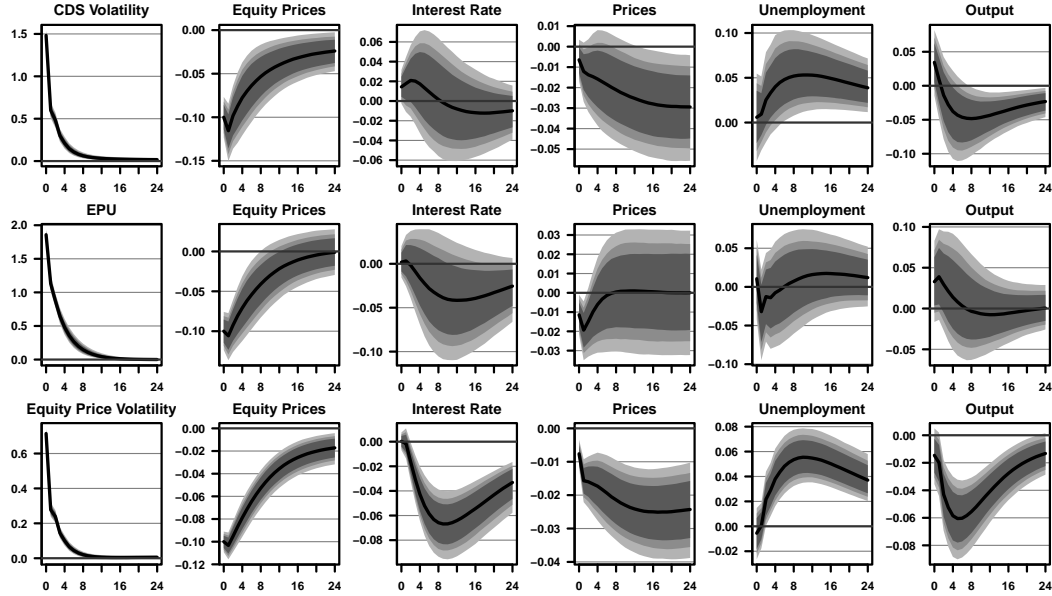 CDS Volatility Equity Prices Interest Rate Prices Unemployment Output
1.5 1.0 0.5 0.0
0.00 −0.05 −0.10 −0.15
0.06 0.04 0.02 0.00 −0.02 −0.04 −0.06
0.01 0.00 −0.01 −0.02 −0.03 −0.04 −0.05
0.10 0.05 0.00
0.05 0.00 −0.05 −0.10
0 4 8 16 24 0 4 8 16 24 0 4 8 16 24 0 4 8 16 24 0 4 8 16 24 0 4 8 16 24
EPU Equity Prices Interest Rate Prices Unemployment Output
2.0 1.5 1.0 0.5 0.0
0.00 −0.05 −0.10
0.00 −0.05 −0.10
0.03 0.02 0.01 0.00 −0.01 −0.02 −0.03
0.05 0.00 −0.05 −0.10
0.10 0.05 0.00 −0.05
0 4 8 16 24 0 4 8 16 24 0 4 8 16 24 0 4 8 16 24 0 4 8 16 24 0 4 8 16 24
Equity Price Volatility Equity Prices Interest Rate Prices Unemployment Output
0.6 0.4 0.2 0.0
0.00 −0.02 −0.04 −0.06 −0.08 −0.10 −0.12
0.00 −0.02 −0.04 −0.06 −0.08
0.00 −0.01 −0.02 −0.03 −0.04
0.08 0.06 0.04 0.02 0.00 −0.02
0.00 −0.02 −0.04 −0.06 −0.08
0 4 8 16 24 0 4 8 16 24 0 4 8 16 24 0 4 8 16 24 0 4 8 16 24 0 4 8 16 24